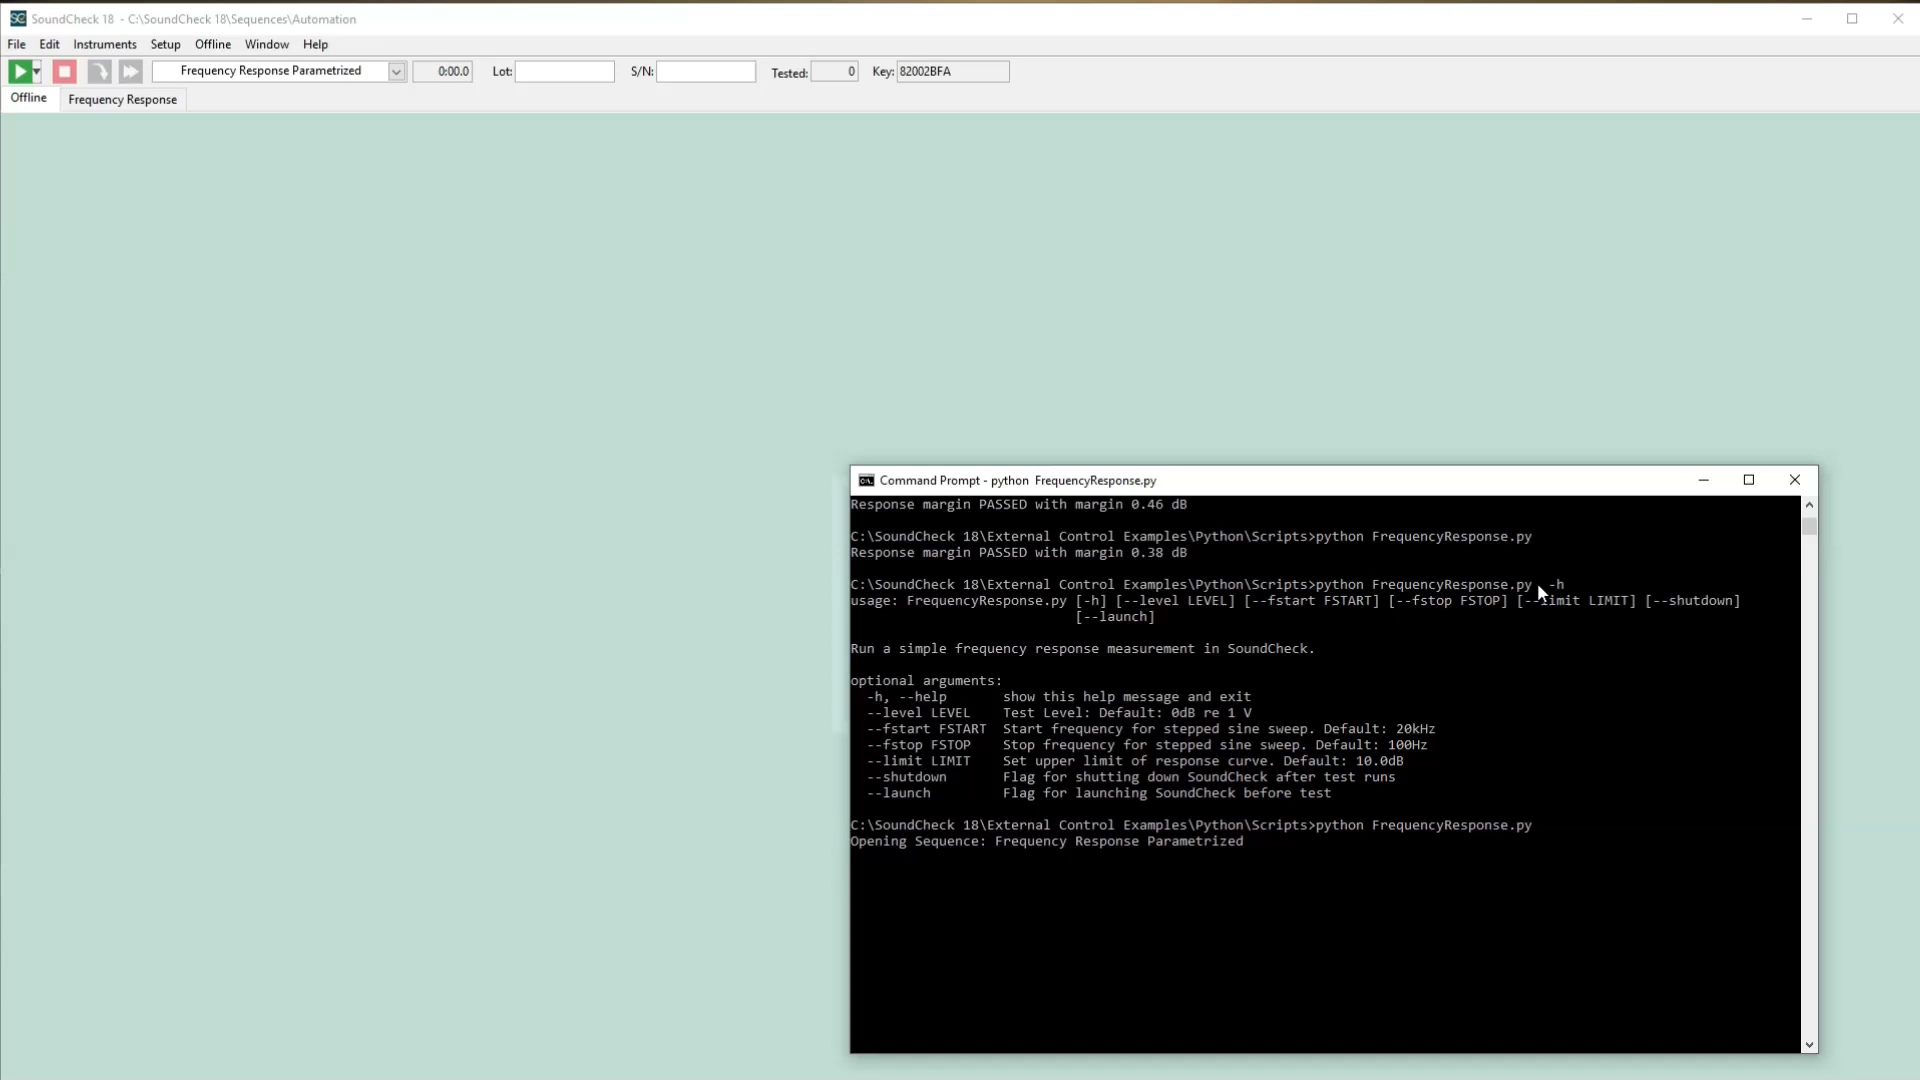 SoundCheck 18 - C:\SoundCheck 18\Sequences\Automation
File Edit Instruments Setup Offline Window Help
Frequency Response Parametrized 0:00.0 Lot: S/N: Tested: 0 Key: 82002BFA
Offline Frequency Response
Command Prompt - python FrequencyResponse.py
Response margin PASSED with margin 0.46 dB
C:\SoundCheck 18\External Control Examples\Python\Scripts>python FrequencyResponse.py
Response margin PASSED with margin 0.38 dB
C:\SoundCheck 18\External Control Examples\Python\Scripts>python FrequencyResponse.py -h
usage: FrequencyResponse.py [-h] [--level LEVEL] [--fstart FSTART] [--fstop FSTOP] [--limit LIMIT] [--shutdown]
[--launch]
Run a simple frequency response measurement in SoundCheck.
optional arguments:
-h, --help show this help message and exit
--level LEVEL Test Level: Default: 0dB re 1 V
--fstart FSTART Start frequency for stepped sine sweep. Default: 20kHz
--fstop FSTOP Stop frequency for stepped sine sweep. Default: 100Hz
--limit LIMIT Set upper limit of response curve. Default: 10.0dB
--shutdown Flag for shutting down SoundCheck after test runs
--launch Flag for launching SoundCheck before test
C:\SoundCheck 18\External Control Examples\Python\Scripts>python FrequencyResponse.py
Opening Sequence: Frequency Response Parametrized